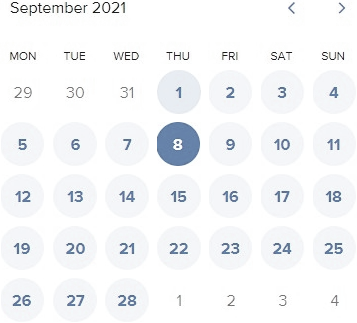 September 2021
MON TUE WED THU FRI SAT SUN
29 30 31 1 2 3 4
5 6 7 8 9 10 11
12 13 14 15 16 17 18
19 20 21 22 23 24 25
26 27 28 1 2 3 4